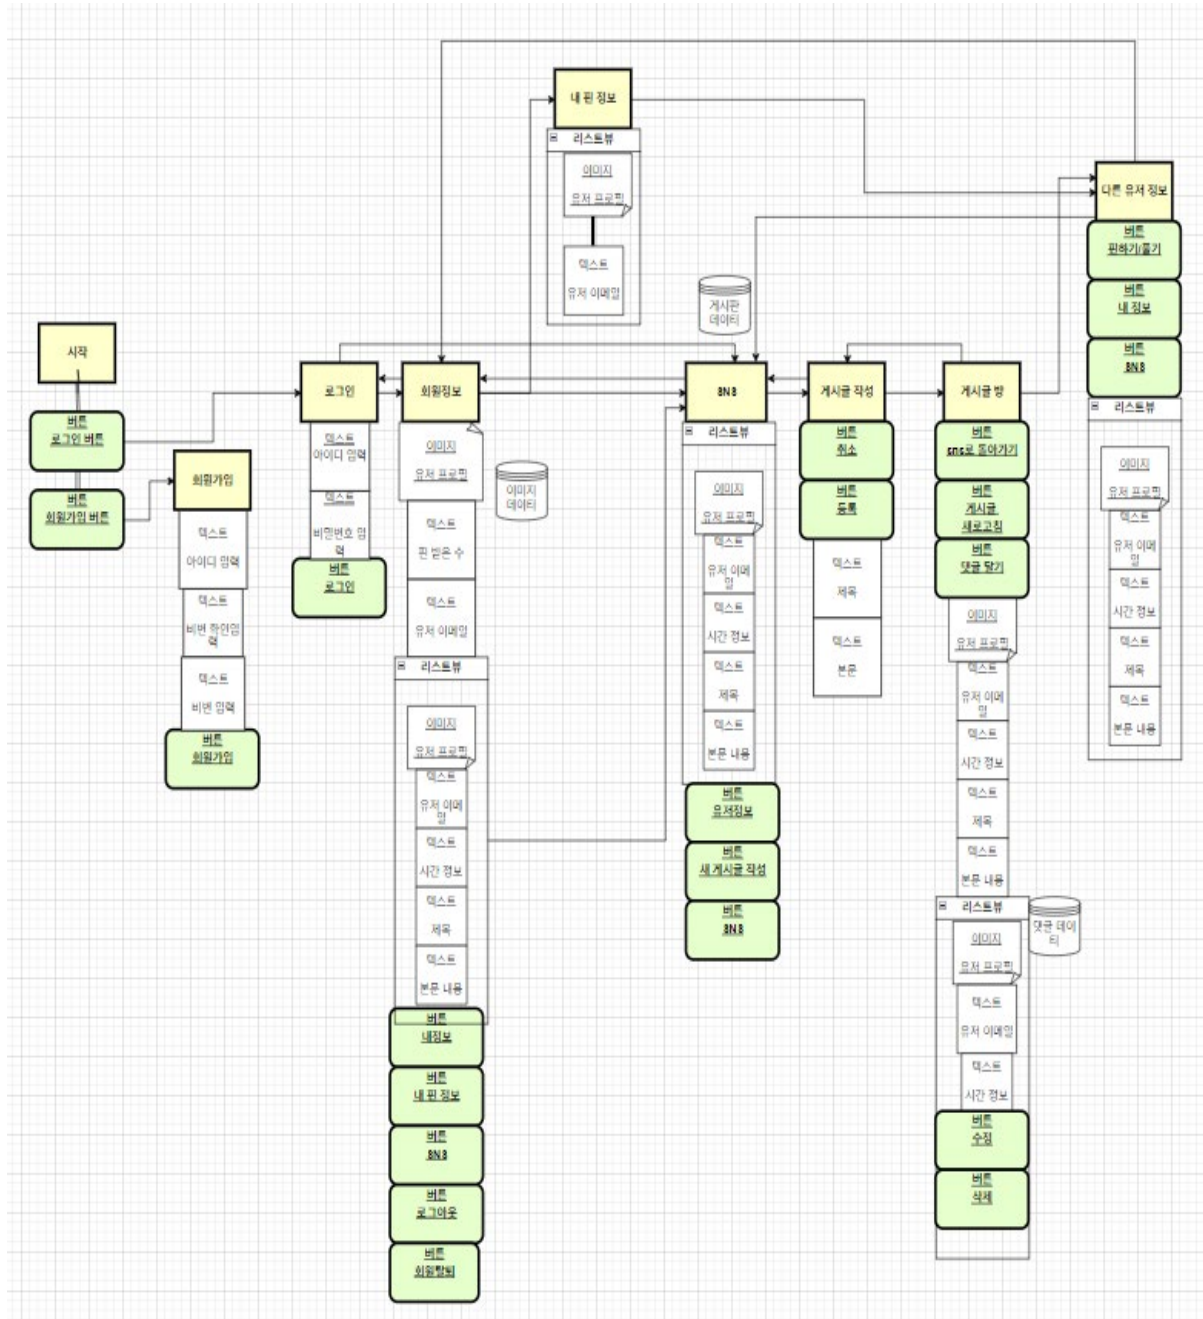 내 핀 정보
리스트뷰
이미지
유저 프로필
텍스트
유저 이메일
다른 유저 정보
버튼
핀하기/풀기
버튼
내 정보
버튼
리스트뷰
이미지
유저 프로필
텍스트
유저 이메
일
텍스트
시간 정보
텍스트
제목
텍스트
본문 내용
게시판
데이터
시작
버튼
로그인 버튼
버튼
회원가입 버튼
회원가입
텍스트
아이디 입력
텍스트
비번 확인입
력
텍스트
비번 입력
버튼
회원가입
로그인
텍스트
아이디 입력
텍스트
비밀번호 입
력
버튼
로그인
회원정보
이미지
유저 프로필
텍스트
핀 받은 수
텍스트
유저 이메일
리스트뷰
이미지
유저 프로필
텍스트
유저 이메
일
텍스트
시간 정보
텍스트
제목
텍스트
본문 내용
버튼
내정보
버튼
내 핀 정보
버튼
버튼
로그아웃
버튼
회원탈퇴
이미지
데이터
리스트뷰
이미지
유저 프로필
텍스트
유저 이메
일
텍스트
시간 정보
텍스트
제목
텍스트
본문 내용
버튼
유저정보
버튼
새 게시글 작성
버튼
게시글 작성
버튼
취소
버튼
등록
텍스트
제목
텍스트
본문
게시글 방
버튼
sns로 돌아가기
버튼
게시글
새로고침
버튼
댓글 달기
이미지
유저 프로필
텍스트
유저 이메
일
텍스트
시간 정보
텍스트
제목
텍스트
본문 내용
리스트뷰
이미지
유저 프로필
텍스트
유저 이메일
텍스트
시간 정보
버튼
수정
버튼
삭제
댓글 데이
터